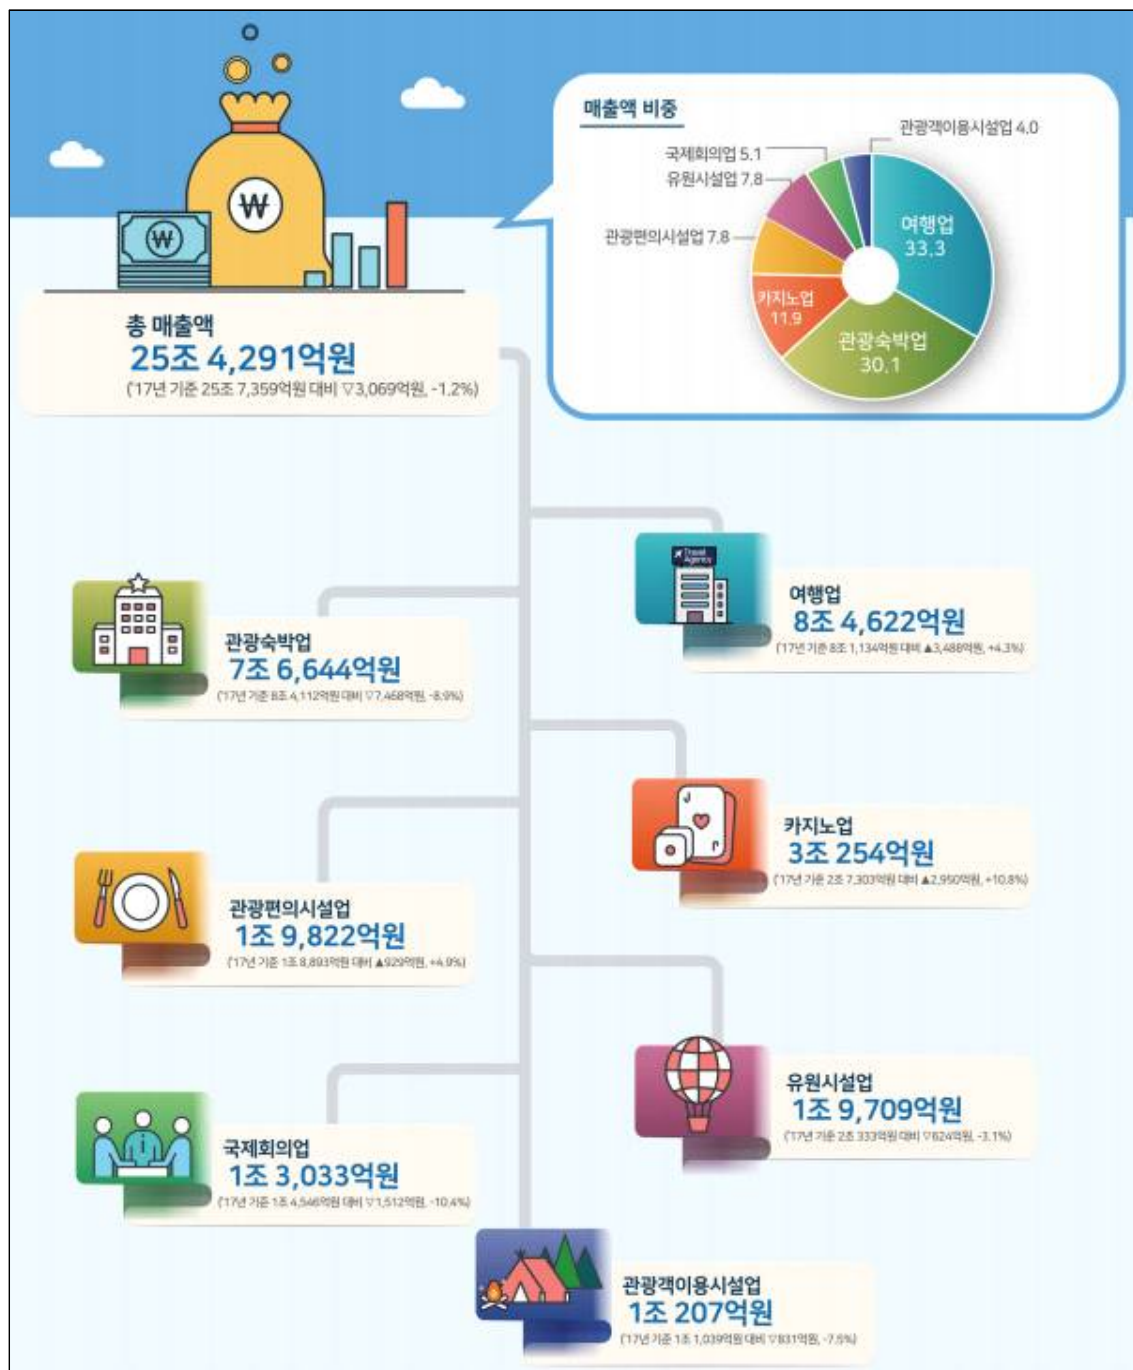 매출액 비중
관광객이용시설업 4.0
국제회의업 5.1
유원시설업 7.8
관광편의시설업 7.8
여행업
33.3
카지노업
11.9
관광숙박업
30.1
₩
₩
총 매출액
25조 4,291억원
('17년 기준 25조 7,359억원 대비 ▽3,069억원, -1.2%)
Travel
Agency
여행업
8조 4,622억원
('17년 기준 8조 1,134억원 대비 ▲3,488억원, +4.3%)
관광숙박업
7조 6,644억원
('17년 기준 8조 4,112억원 대비 ▽7,468억원, -8.9%)
J
J
카지노업
3조 254억원
('17년 기준 2조 7,303억원 대비 ▲2,950억원, +10.8%)
관광편의시설업
1조 9,822억원
('17년 기준 1조 8,893억원 대비 ▲929억원, +4.9%)
유원시설업
1조 9,709억원
('17년 기준 2조 333억원 대비 ▽624억원, -3.1%)
국제회의업
1조 3,033억원
('17년 기준 1조 4,546억원 대비 ▽1,512억원, -10.4%)
관광객이용시설업
1조 207억원
('17년 기준 1조 1,039억원 대비 ▽831억원, -7.5%)